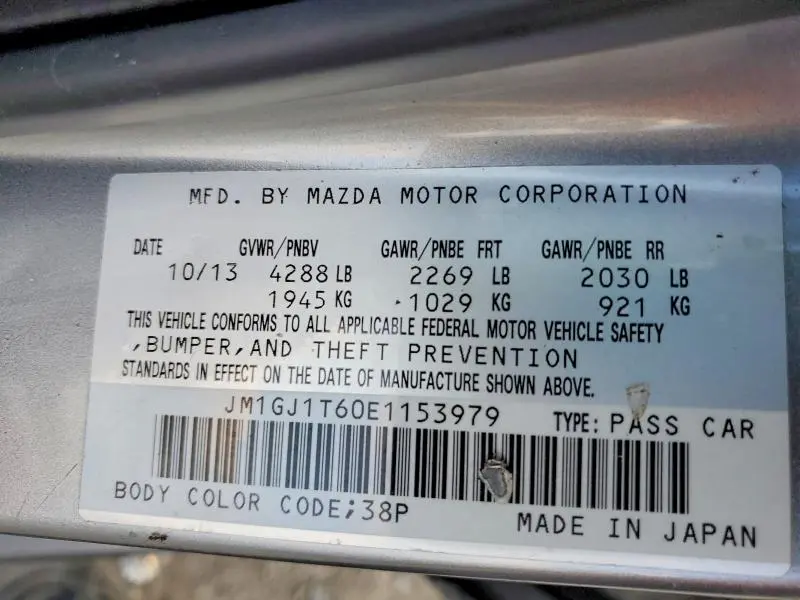 MFD. BY MAZDA MOTOR CORPORATION
DATE GVWR/PNBV GAWR/PNBE FRT GAWR/PNBE RR
10/13 4288 LB 2269 LB 2030 LB
1945 KG 1029 KG 921 KG
THIS VEHICLE CONFORMS TO ALL APPLICABLE FEDERAL MOTOR VEHICLE SAFETY
,BUMPER,AND THEFT PREVENTION
STANDARDS IN EFFECT ON THE DATE OF MANUFACTURE SHOWN ABOVE.
JM1GJ1T60E1153979 TYPE: PASS CAR
BODY COLOR CODE;38P MADE IN JAPAN